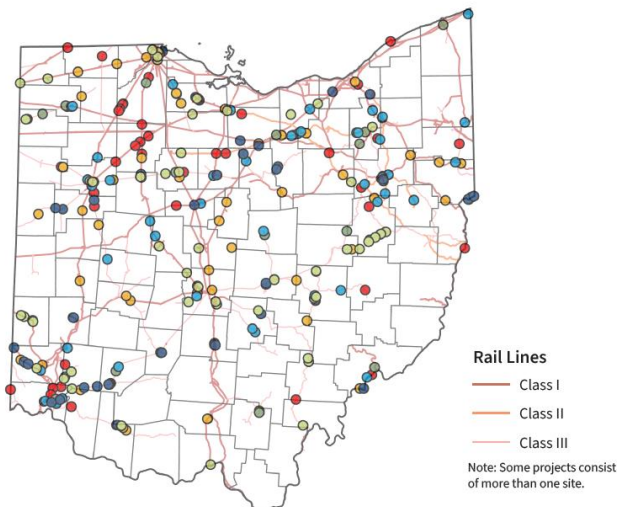 Rail Lines
Class I
Class II
Class III
Note: Some projects consist
of more than one site.